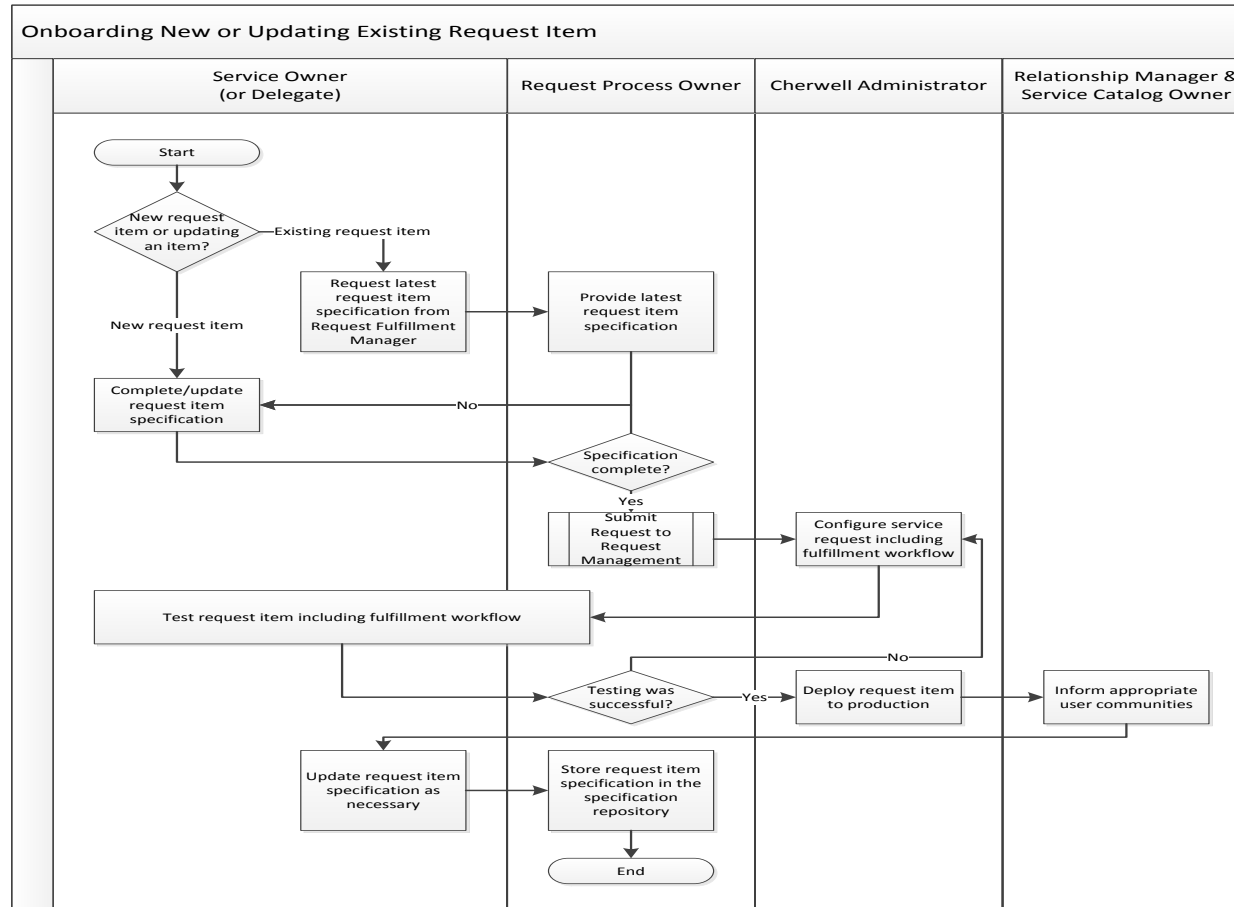 Onboarding New or Updating Existing Request Item
Service Owner
(or Delegate)
Request Process Owner
Cherwell Administrator
Relationship Manager &
Service Catalog Owner
Start
New request
item or updating
an item?
Existing request item
Request latest
request item
specification from
Request Fulfillment
Manager
Provide latest
request item
specification
New request item
Complete/update
request item
specification
No
Specification
complete?
Yes
Submit
Request to
Request
Management
Configure service
request including
fulfillment workflow
Test request item including fulfillment workflow
No
Testing was
successful?
Yes
Deploy request item
to production
Inform appropriate
user communities
Update request item
specification as
necessary
Store request item
specification in the
specification
repository
End